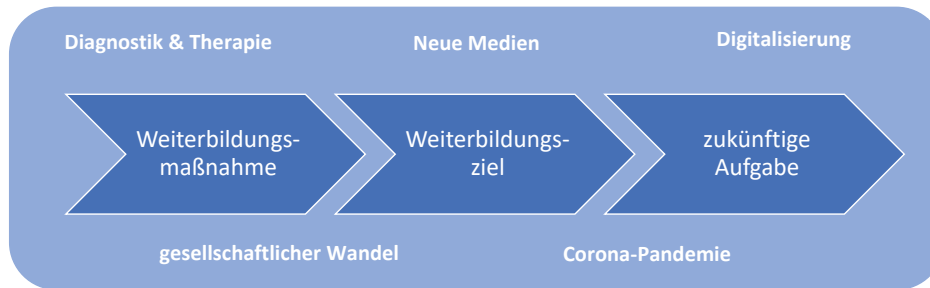 Diagnostik & Therapie
Neue Medien
Digitalisierung
Weiterbildungs-
maßnahme
Weiterbildungs-
ziel
zukünftige
Aufgabe
gesellschaftlicher Wandel
Corona-Pandemie